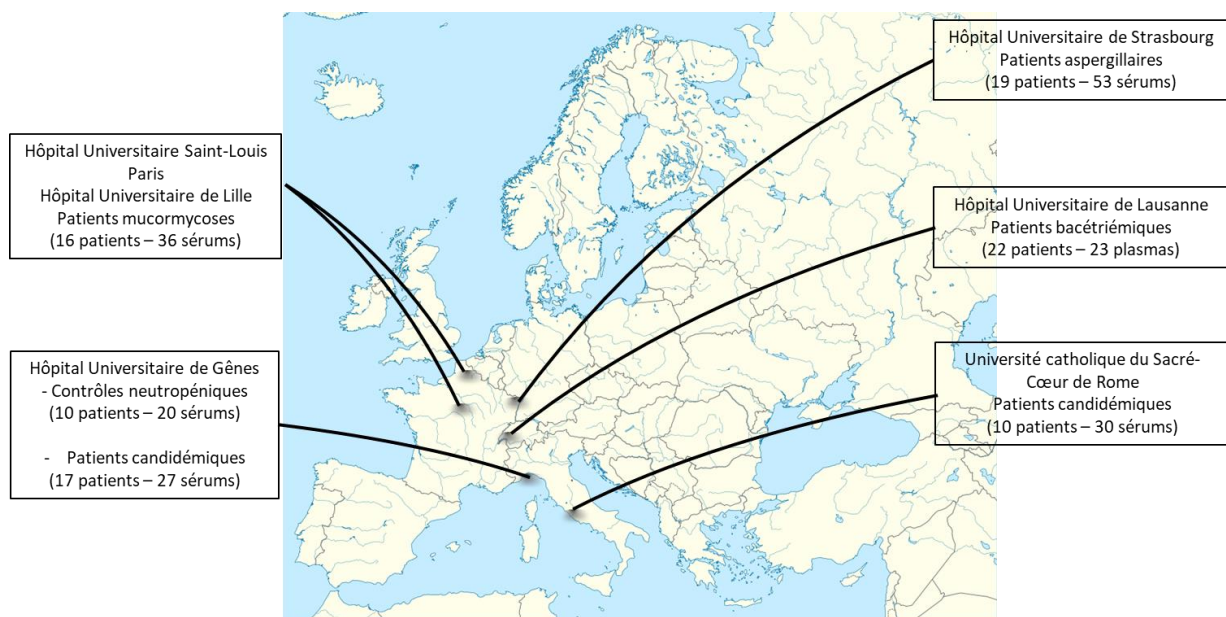 Hôpital Universitaire Saint-Louis
Paris
Hôpital Universitaire de Lille
Patients mucormycoses
(16 patients – 36 sérums)
Hôpital Universitaire de Gênes
- Contrôles neutropéniques
(10 patients – 20 sérums)
- Patients candidémiques
(17 patients – 27 sérums)
Hôpital Universitaire de Strasbourg
Patients aspergillaires
(19 patients – 53 sérums)
Hôpital Universitaire de Lausanne
Patients bacétriémiques
(22 patients – 23 plasmas)
Université catholique du Sacré-
Cœur de Rome
Patients candidémiques
(10 patients – 30 sérums)